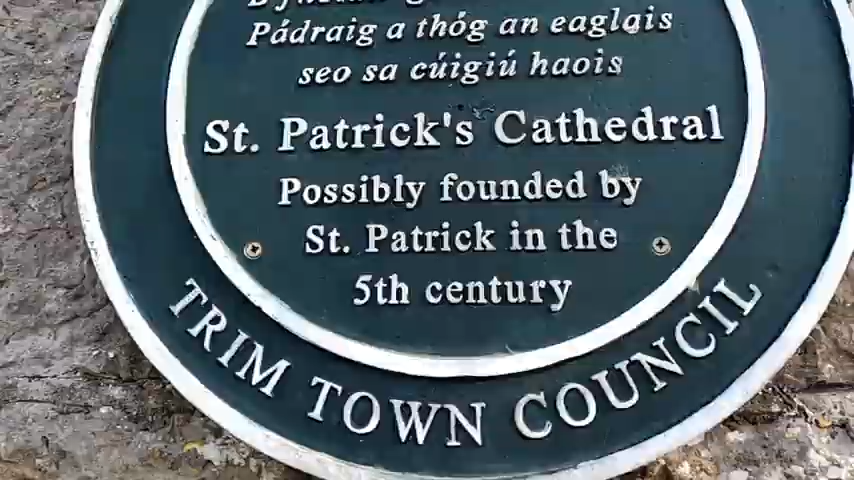 Pádraig a thóg an eaglais
seo sa cúigiú haois
St. Patrick's Cathedral
Possibly founded by
St. Patrick in the
5th century
TRIM TOWN COUNCIL